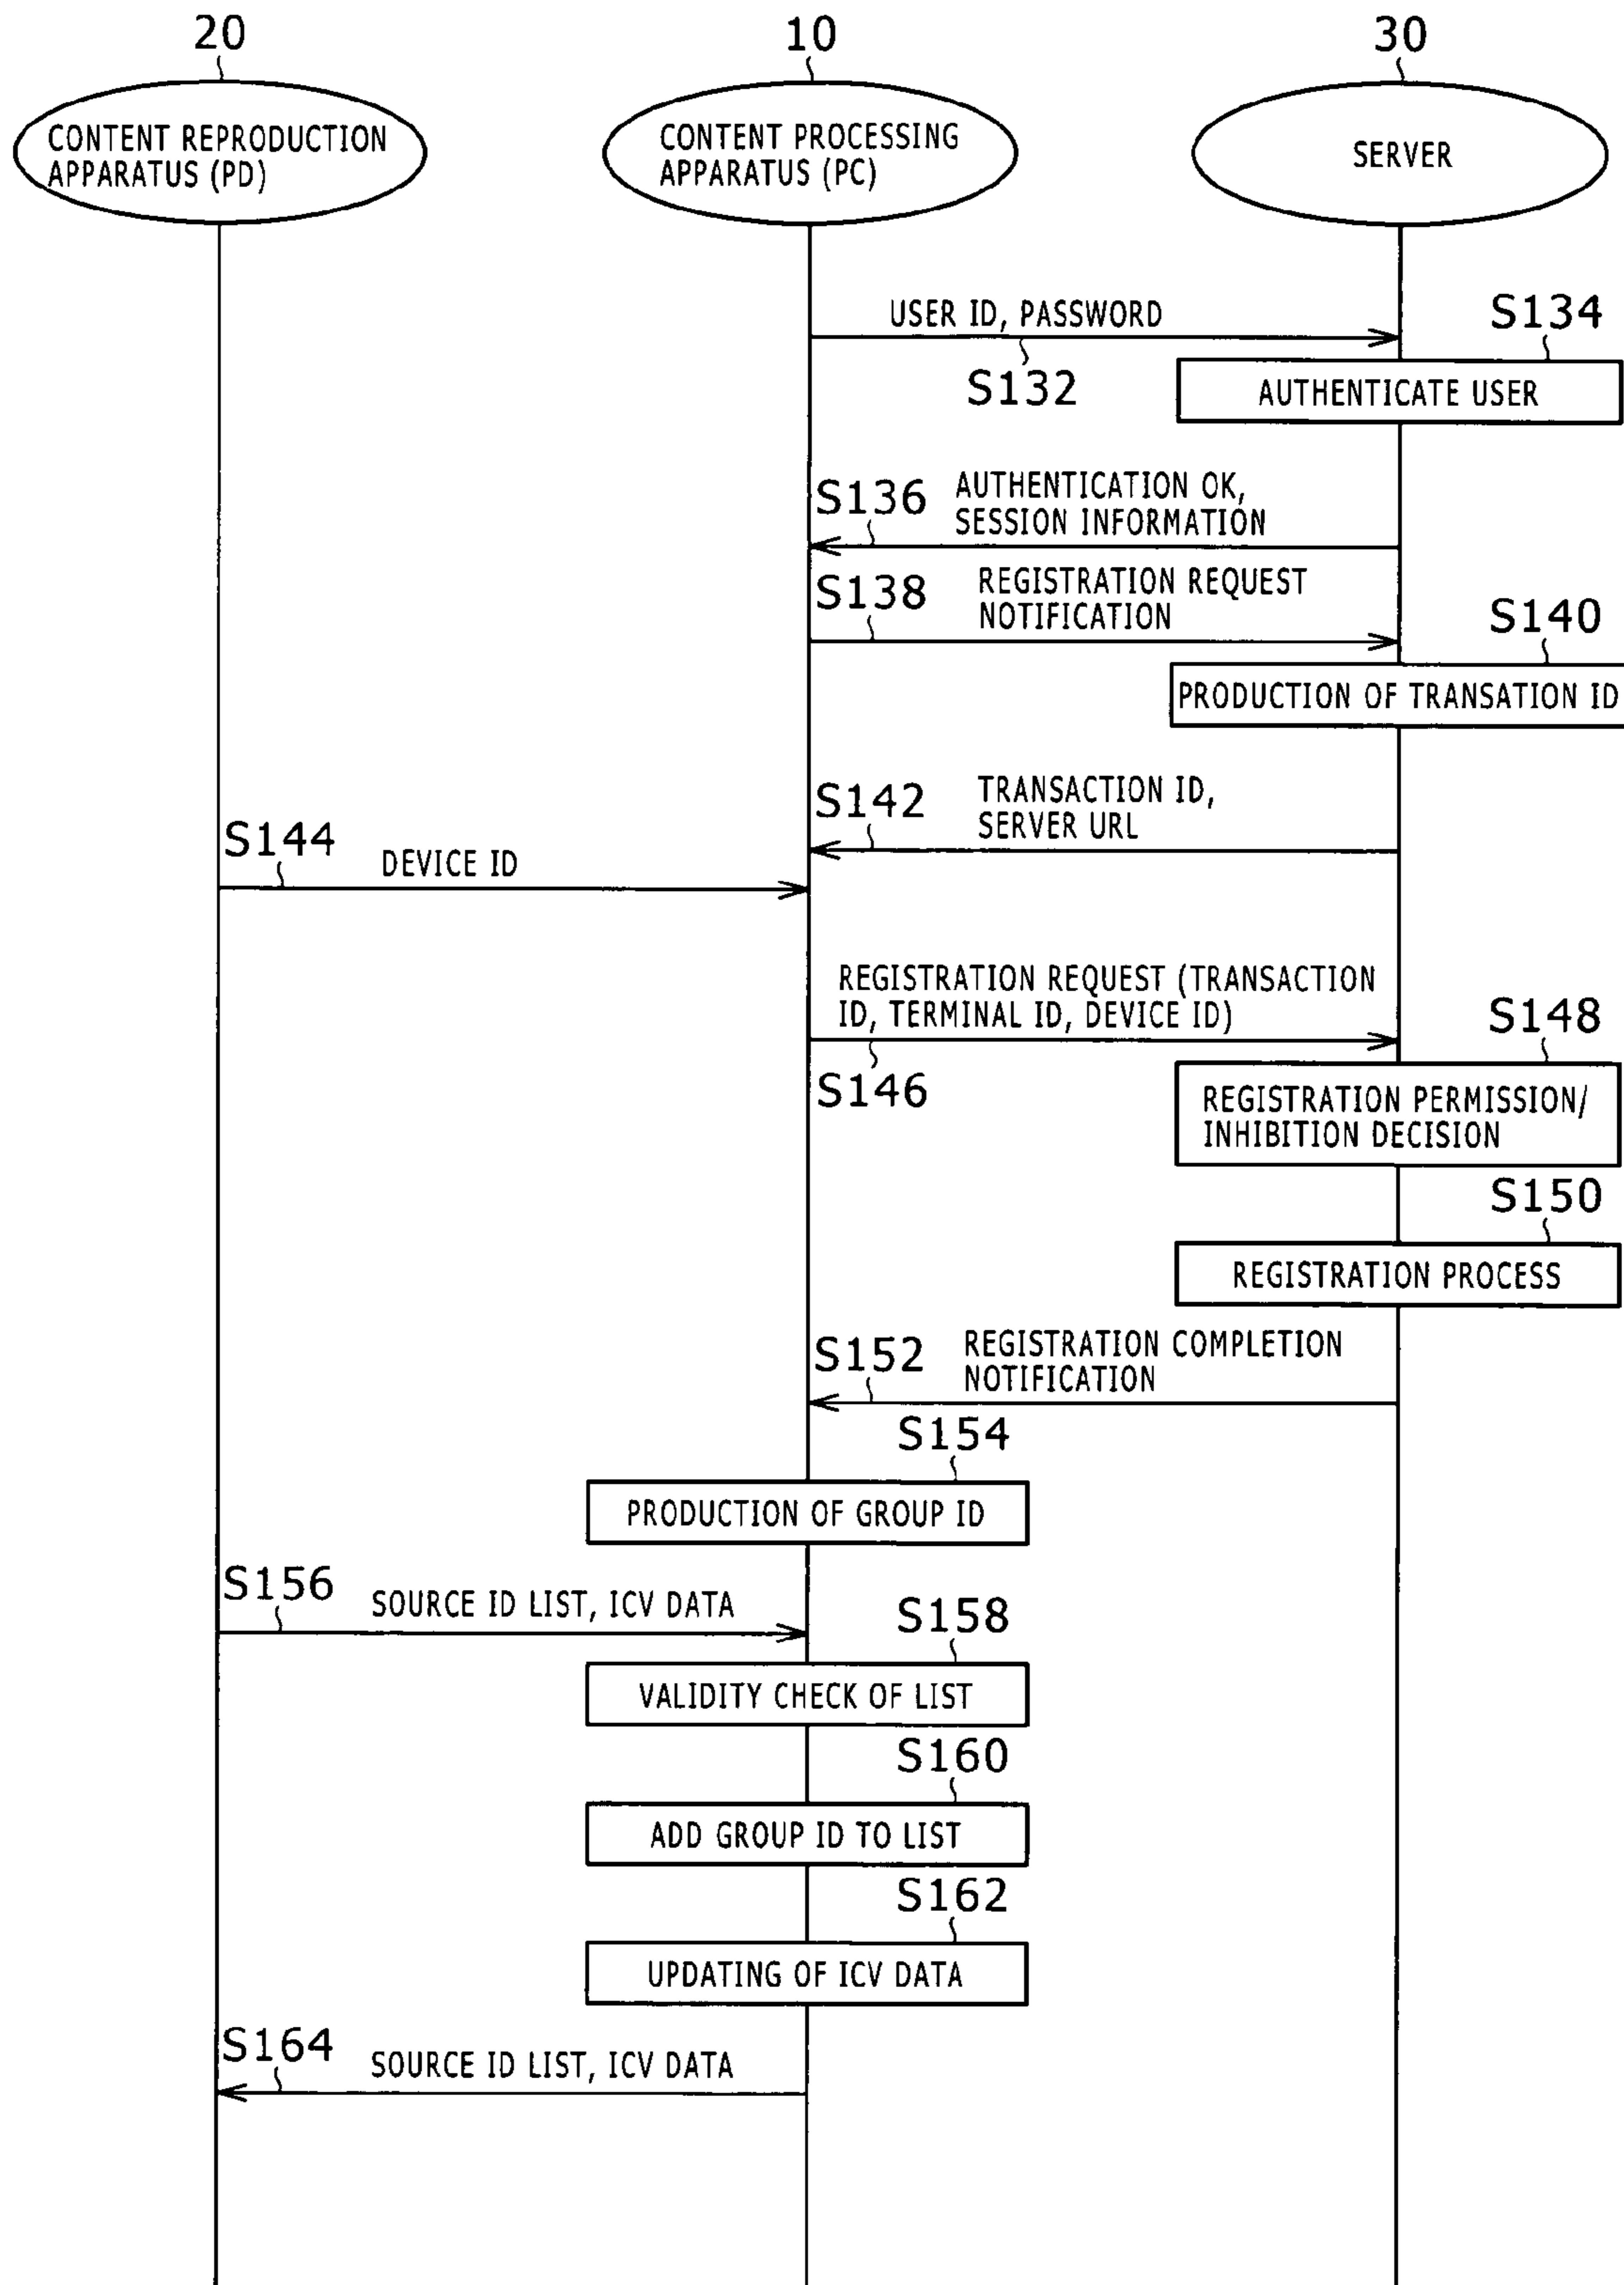 20
10
30
CONTENT REPRODUCTION
APPARATUS (PD)
CONTENT PROCESSING
APPARATUS (PC)
SERVER
USER ID, PASSWORD
S132
S134
AUTHENTICATE USER
S136
AUTHENTICATION OK,
SESSION INFORMATION
S138
REGISTRATION REQUEST
NOTIFICATION
S140
PRODUCTION OF TRANSATION ID
S142
TRANSACTION ID,
SERVER URL
S144
DEVICE ID
REGISTRATION REQUEST (TRANSACTION
ID, TERMINAL ID, DEVICE ID)
S146
S148
REGISTRATION PERMISSION/
INHIBITION DECISION
S150
REGISTRATION PROCESS
S152
REGISTRATION COMPLETION
NOTIFICATION
S154
PRODUCTION OF GROUP ID
S156
SOURCE ID LIST, ICV DATA
S158
VALIDITY CHECK OF LIST
S160
ADD GROUP ID TO LIST
S162
UPDATING OF ICV DATA
S164
SOURCE ID LIST, ICV DATA